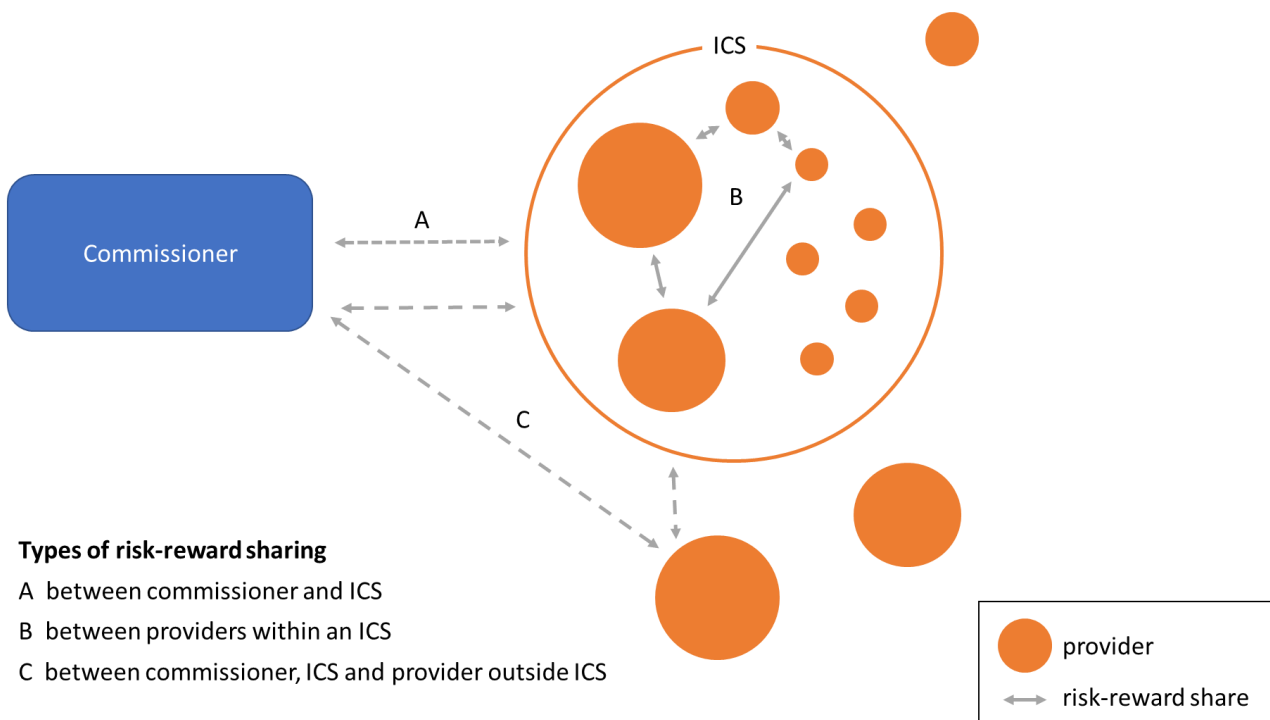 ICS
A
B
Commissioner
C
Types of risk-reward sharing
A between commissioner and ICS
B between providers within an ICS
C between commissioner, ICS and provider outside ICS
provider
risk-reward share